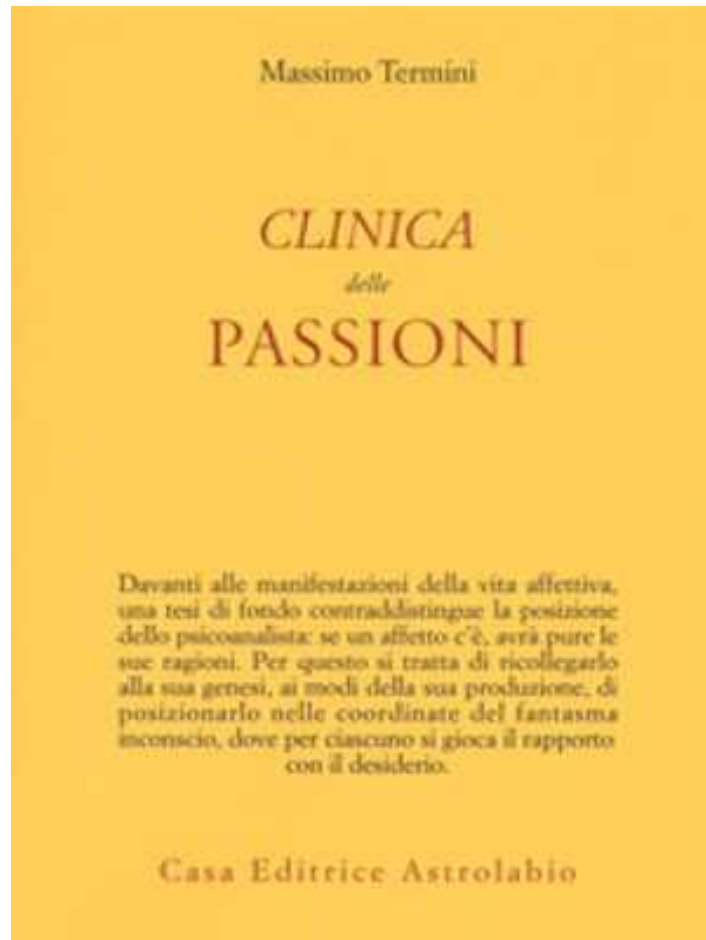 Massimo Termini
CLINICA
delle
PASSIONI
Davanti alle manifestazioni della vita affettiva,
una tesi di fondo contraddistingue la posizione
dello psicoanalista: se un affetto c'è, avrà pure le
sue ragioni. Per questo si tratta di ricollegarlo
alla sua genesi, ai modi della sua produzione, di
posizionarlo nelle coordinate del fantasma
inconscio, dove per ciascuno si gioca il rapporto
con il desiderio.
Casa Editrice Astrolabio